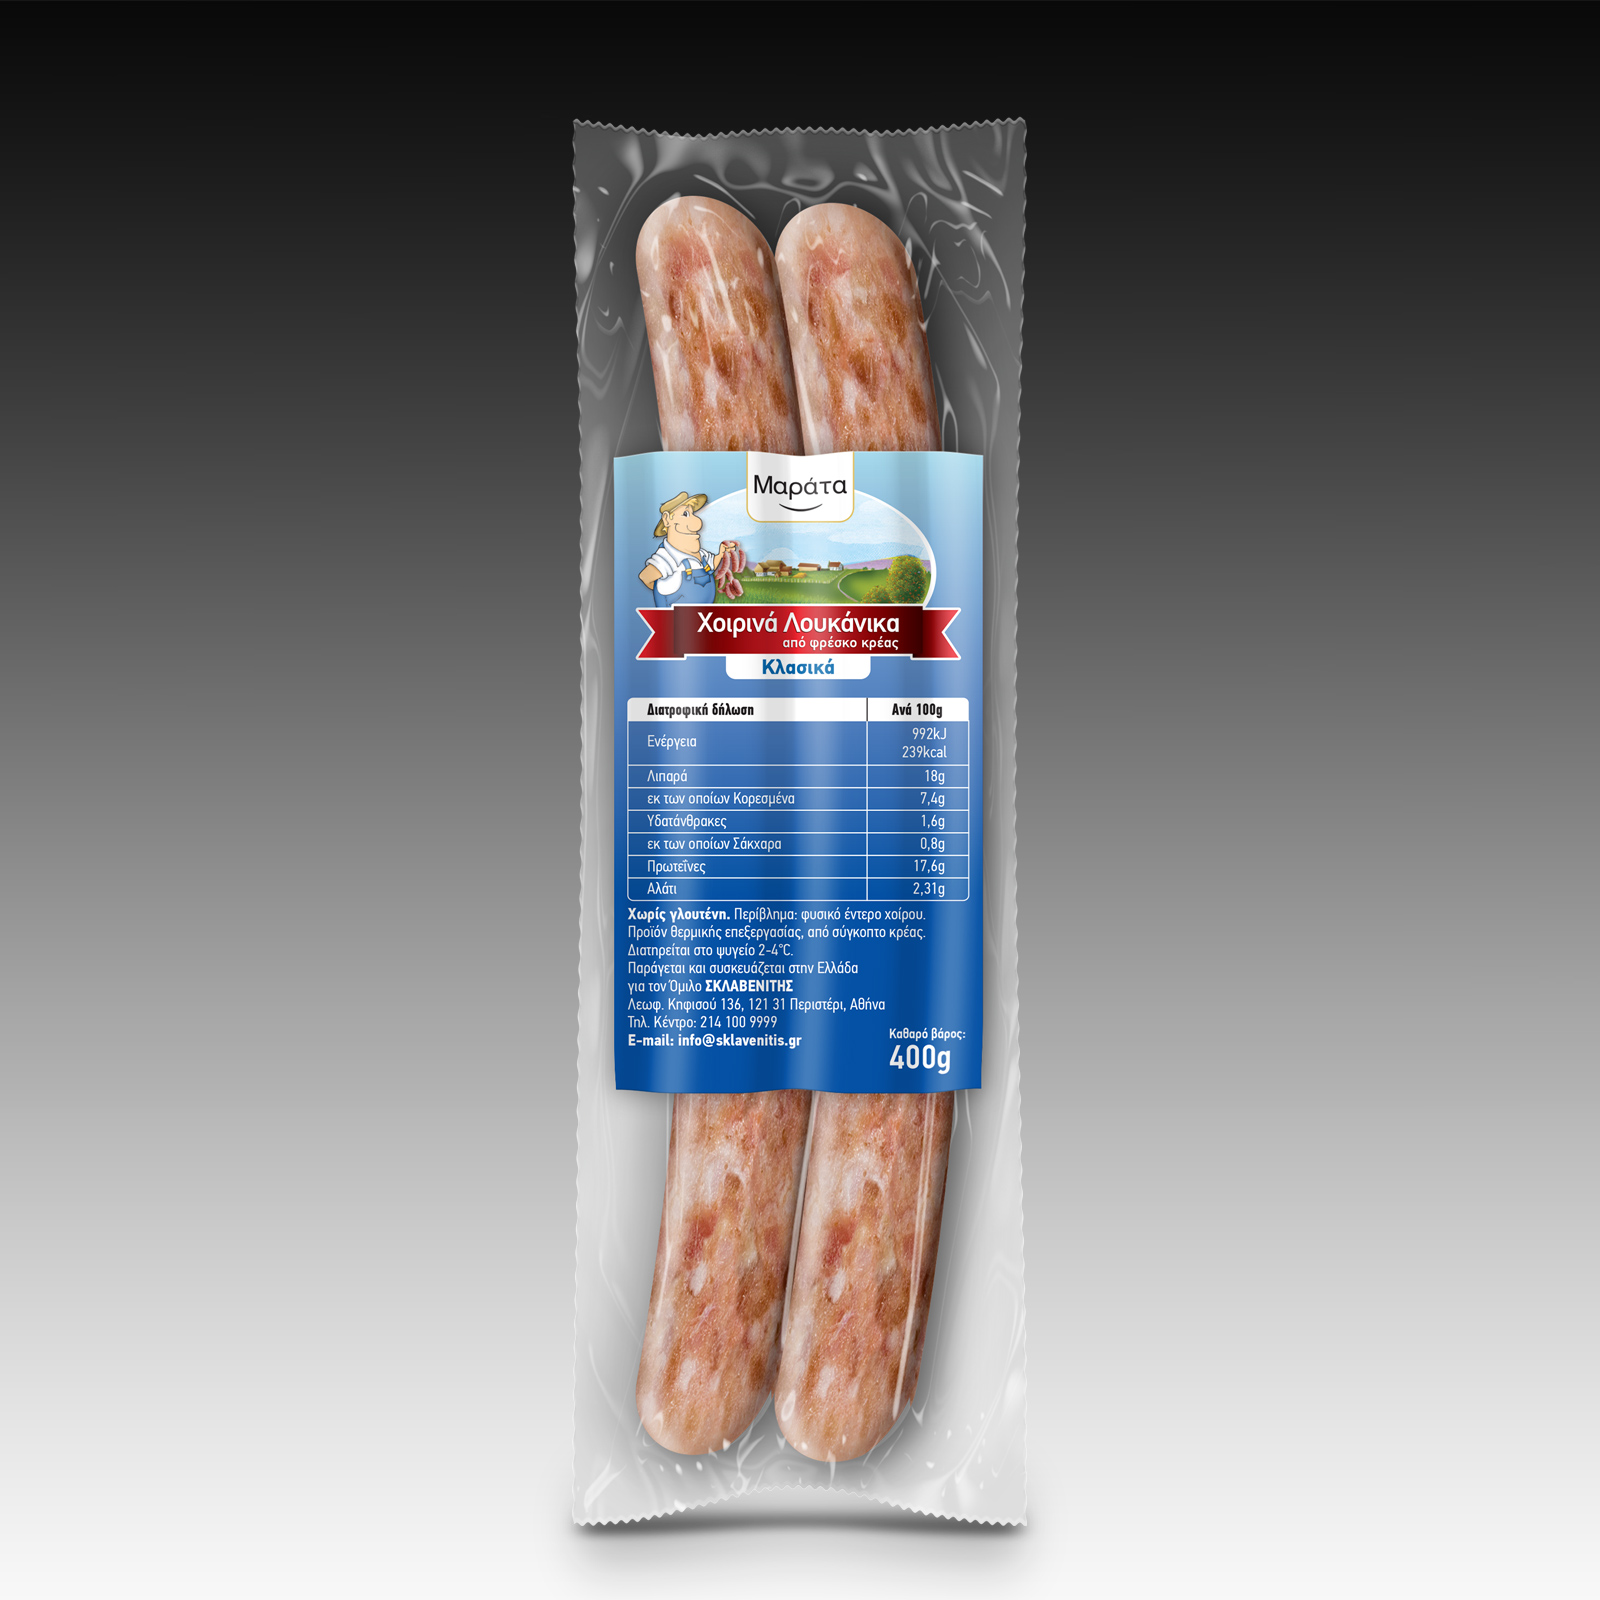 Μαράτα
Χοιρινά Λουκάνικα
από φρέσκο κρέας
Κλασικά
Διατροφική δήλωση Ανά 100g
Ενέργεια 992kJ
239kcal
Λιπαρά 18g
εκ των οποίων Κορεσμένα 7,4g
Υδατάνθρακες 1,6g
εκ των οποίων Σάκχαρα 0,8g
Πρωτεΐνες 17,6g
Αλάτι 2,31g
Χωρίς γλουτένη. Περίβλημα: φυσικό έντερο χοίρου.
Προϊόν θερμικής επεξεργασίας, από σύγκοπτο κρέας.
Διατηρείται στο ψυγείο 2-4°C.
Παράγεται και συσκευάζεται στην Ελλάδα
για τον Όμιλο ΣΚΛΑΒΕΝΙΤΗΣ
Λεωφ. Κηφισού 136, 121 31 Περιστέρι, Αθήνα
Τηλ. Κέντρο: 214 100 9999
E-mail: info@sklavenitis.gr
Καθαρό βάρος:
400g